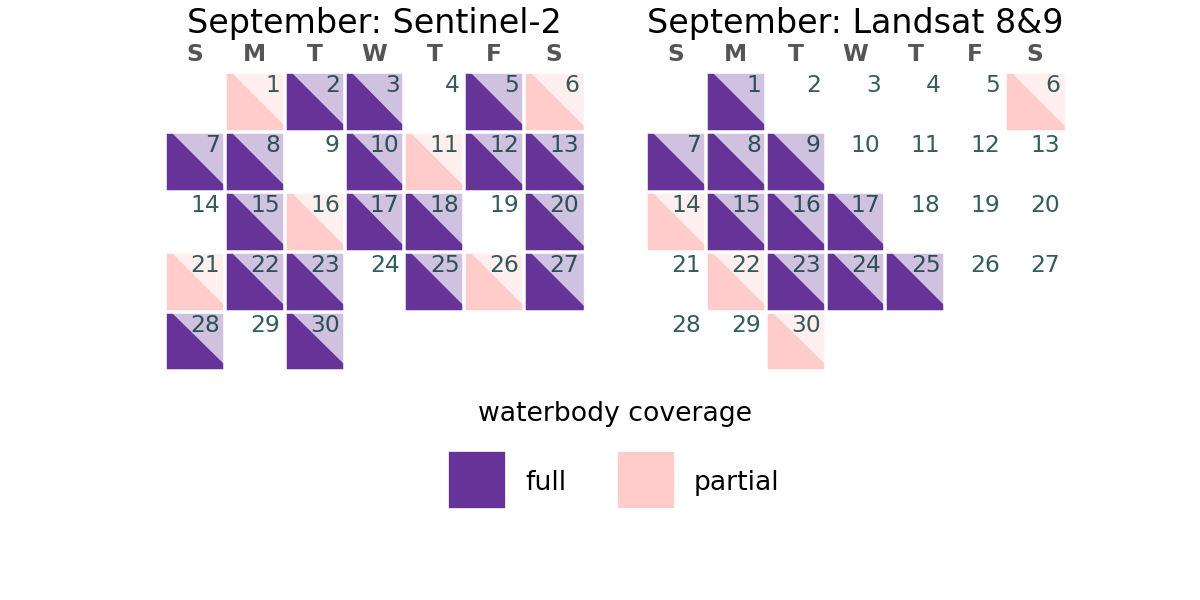 September: Sentinel-2
S M T W T F S
1 2 3 4 5 6
7 8 9 10 11 12 13
14 15 16 17 18 19 20
21 22 23 24 25 26 27
28 29 30
September: Landsat 8&9
S M T W T F S
1 2 3 4 5 6
7 8 9 10 11 12 13
14 15 16 17 18 19 20
21 22 23 24 25 26 27
28 29 30
waterbody coverage
full
partial